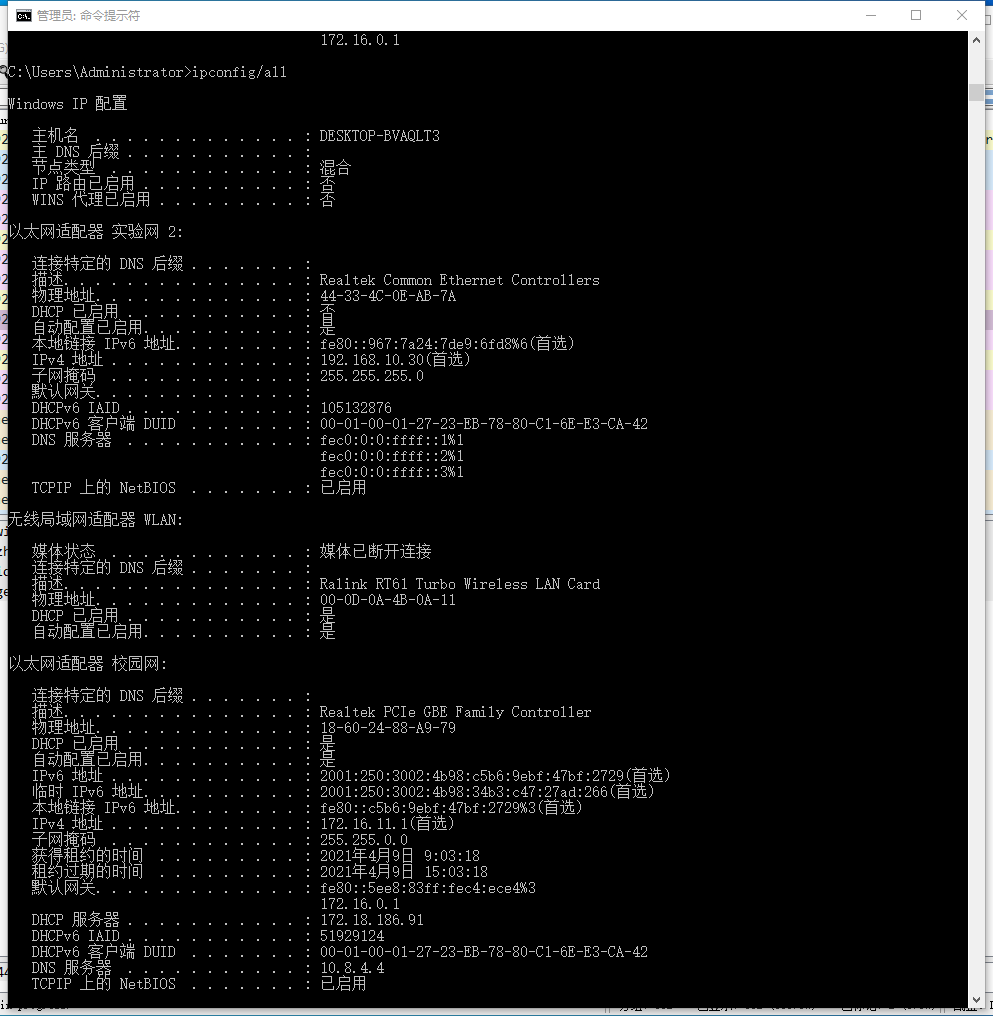 管理员: 命令提示符
172.16.0.1
C:\Users\Administrator>ipconfig/all
Windows IP 配置
主机名 . . . . . . . . . . . . . : DESKTOP-BVAQLT3
主 DNS 后缀 . . . . . . . . . . . :
节点类型 . . . . . . . . . . . . : 混合
IP 路由已启用 . . . . . . . . . . : 否
WINS 代理已启用 . . . . . . . . . : 否
以太网适配器 实验网 2:
连接特定的 DNS 后缀 . . . . . . . :
描述. . . . . . . . . . . . . . . : Realtek Common Ethernet Controllers
物理地址. . . . . . . . . . . . . : 44-33-4C-0E-AB-7A
DHCP 已启用 . . . . . . . . . . . : 否
自动配置已启用. . . . . . . . . . : 是
本地链接 IPv6 地址. . . . . . . . : fe80::967:7a24:7de9:6fd8%6(首选)
IPv4 地址 . . . . . . . . . . . . : 192.168.10.30(首选)
子网掩码 . . . . . . . . . . . . : 255.255.255.0
默认网关. . . . . . . . . . . . . :
DHCPv6 IAID . . . . . . . . . . . : 105132876
DHCPv6 客户端 DUID . . . . . . . : 00-01-00-01-27-23-EB-78-80-C1-6E-E3-CA-42
DNS 服务器 . . . . . . . . . . . : fec0:0:0:ffff::1%1
fec0:0:0:ffff::2%1
fec0:0:0:ffff::3%1
TCPIP 上的 NetBIOS . . . . . . . : 已启用
无线局域网适配器 WLAN:
媒体状态 . . . . . . . . . . . . : 媒体已断开连接
连接特定的 DNS 后缀 . . . . . . . :
描述. . . . . . . . . . . . . . . : Ralink RT61 Turbo Wireless LAN Card
物理地址. . . . . . . . . . . . . : 00-0D-0A-4B-0A-11
DHCP 已启用 . . . . . . . . . . . : 是
自动配置已启用. . . . . . . . . . : 是
以太网适配器 校园网:
连接特定的 DNS 后缀 . . . . . . . :
描述. . . . . . . . . . . . . . . : Realtek PCIe GBE Family Controller
物理地址. . . . . . . . . . . . . : 18-60-24-88-A9-79
DHCP 已启用 . . . . . . . . . . . : 是
自动配置已启用. . . . . . . . . . : 是
IPv6 地址 . . . . . . . . . . . . : 2001:250:3002:4b98:c5b6:9ebf:47bf:2729(首选)
临时 IPv6 地址. . . . . . . . . . : 2001:250:3002:4b98:34b3:c47:27ad:266(首选)
本地链接 IPv6 地址. . . . . . . . : fe80::c5b6:9ebf:47bf:2729%3(首选)
IPv4 地址 . . . . . . . . . . . . : 172.16.11.1(首选)
子网掩码 . . . . . . . . . . . . : 255.255.0.0
获得租约的时间 . . . . . . . . . : 2021年4月9日 9:03:18
租约过期的时间 . . . . . . . . . : 2021年4月9日 15:03:18
默认网关. . . . . . . . . . . . . : fe80::5ee8:83ff:fec4:ece4%3
172.16.0.1
DHCP 服务器 . . . . . . . . . . . : 172.18.186.91
DHCPv6 IAID . . . . . . . . . . . : 51929124
DHCPv6 客户端 DUID . . . . . . . : 00-01-00-01-27-23-EB-78-80-C1-6E-E3-CA-42
DNS 服务器 . . . . . . . . . . . : 10.8.4.4
TCPIP 上的 NetBIOS . . . . . . . : 已启用